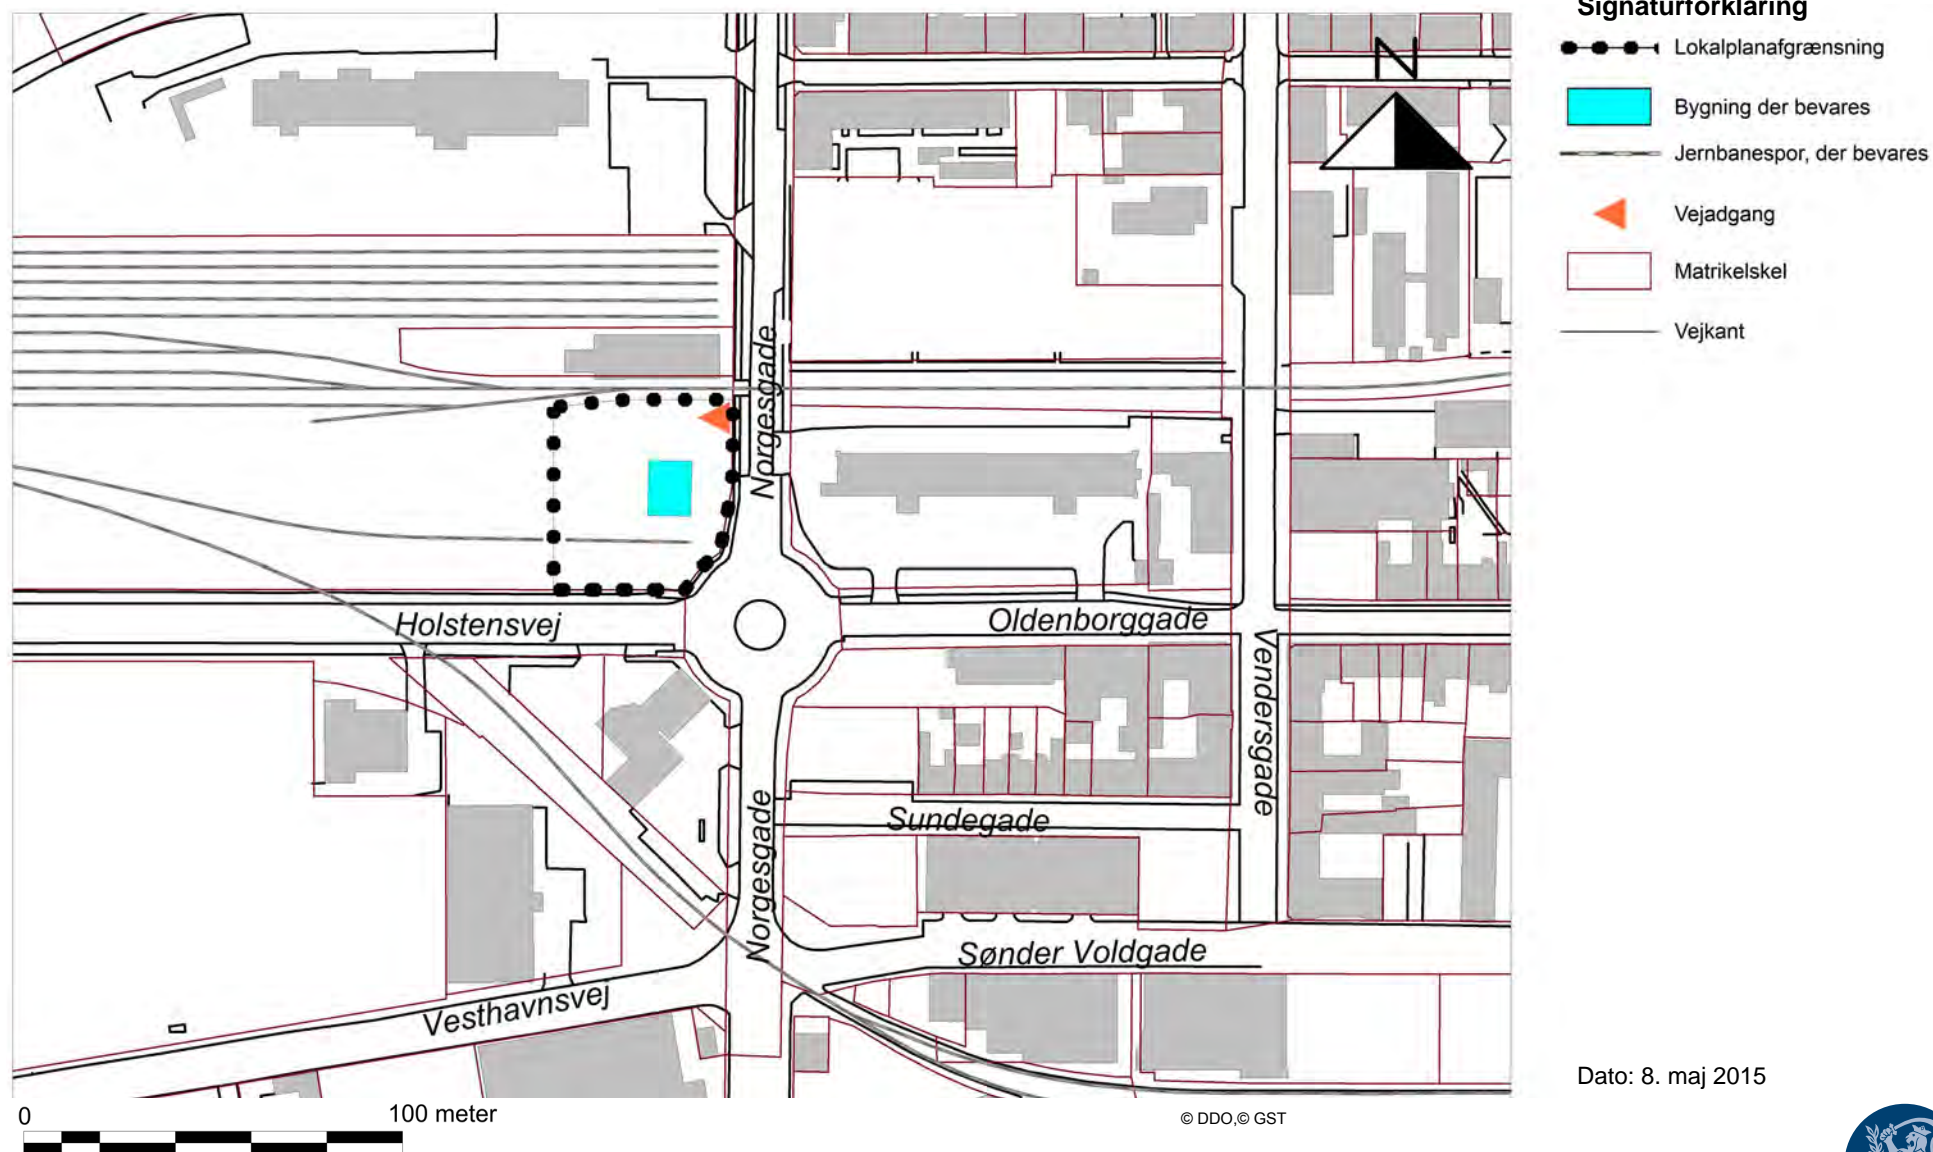 Signaturforklaring
N
Lokalplanafgrænsning
Bygning der bevares
Jernbanespor, der bevares
Vejadgang
Matrikelskel
Vejkant
Norgesgade
Holstensvej
Oldenborggade
Vendersgade
Sundegade
Norgesgade
Sønder Voldgade
Vesthavnsvej
Dato: 8. maj 2015
0
100 meter
© DDO,© GST